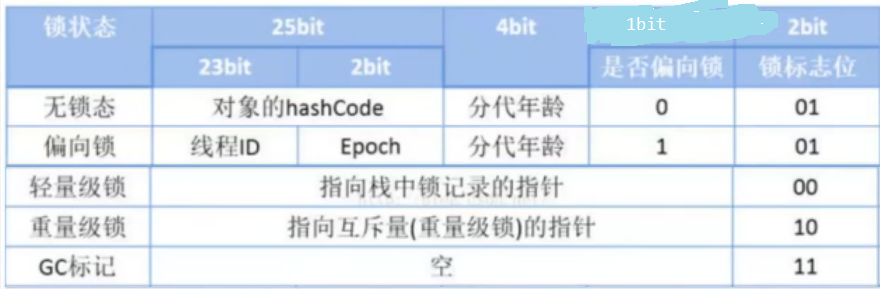 锁状态 25bit 4bit 1bit 2bit
23bit 2bit 是否偏向锁 锁标志位
无锁态 对象的hashCode 分代年龄 0 01
偏向锁 线程ID Epoch 分代年龄 1 01
轻量级锁 指向栈中锁记录的指针 00
重量级锁 指向互斥量(重量级锁)的指针 10
GC标记 空 11